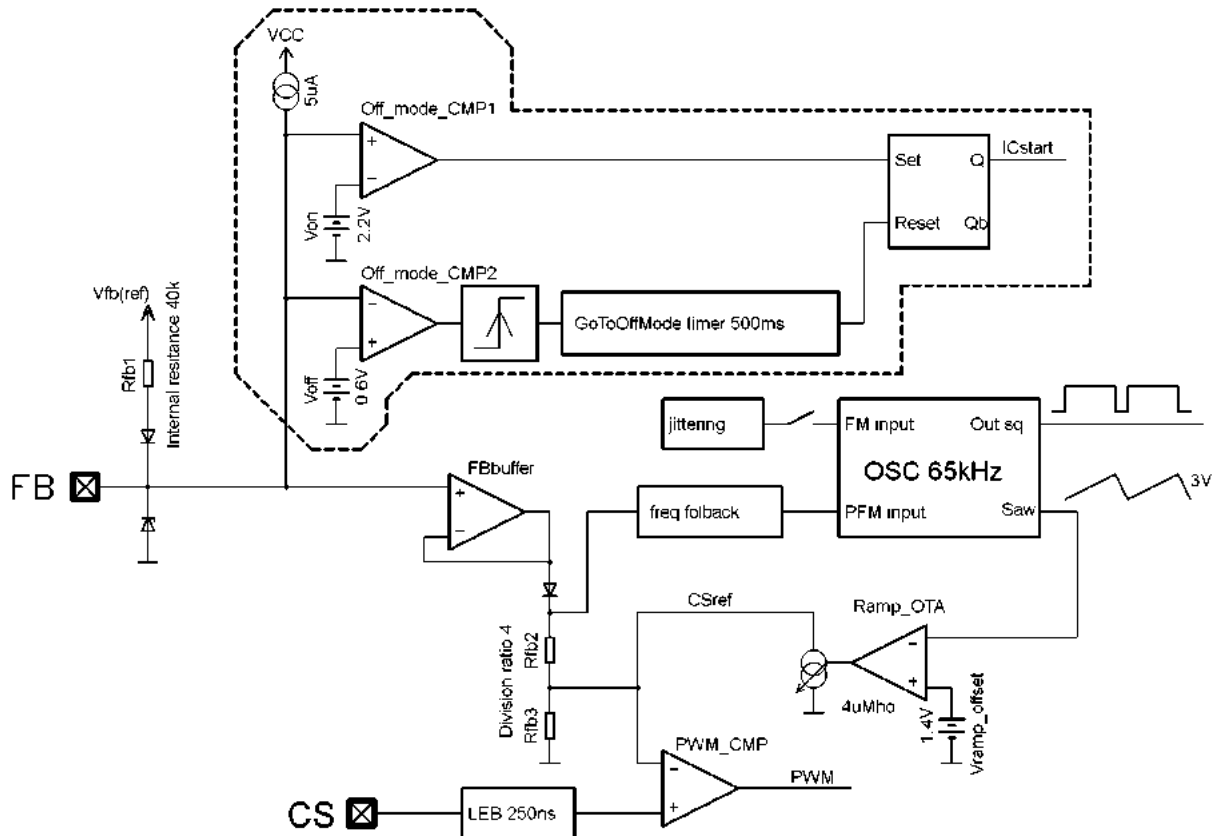 VCC
5uA
Off_mode_CMP1
+
−
Von
2.2V
Set
Q
ICstart
Reset
Qb
Off_mode_CMP2
−
+
Voff
0.6V
GoToOffMode timer 500ms
Vfb(ref)
Rfb1
Internal resitance 40k
FB
FBbuffer
+
−
jittering
FM input
Out sq
OSC 65kHz
PFM input
Saw
3V
freq folback
CSref
Ramp_OTA
−
+
4uMho
1.4V
Vramp_offset
Division ratio 4
Rfb2
Rfb3
PWM_CMP
−
+
PWM
CS
LEB 250ns